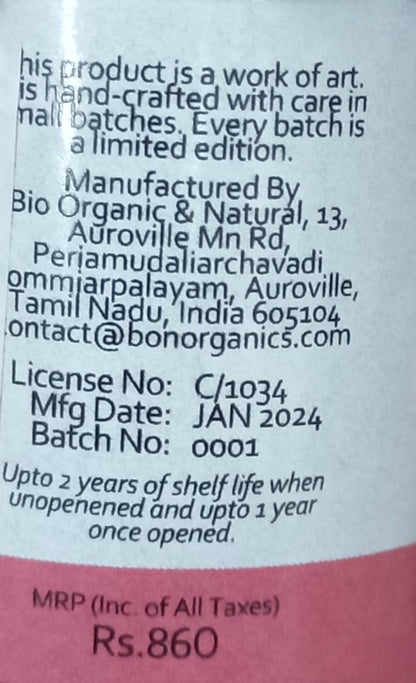 his product is a work of art.
is hand-crafted with care in
mall batches. Every batch is
a limited edition.
Manufactured By
Bio Organic & Natural, 13,
Auroville Mn Rd,
Periamudaliarchavadi
ommiarpalayam, Auroville,
Tamil Nadu, India 605104
ontact@bonorganics.com
License No: C/1034
Mfg Date: JAN 2024
Batch No: 0001
Upto 2 years of shelf life when
unopenened and upto 1 year
once opened.
MRP (Inc. of All Taxes)
Rs.860